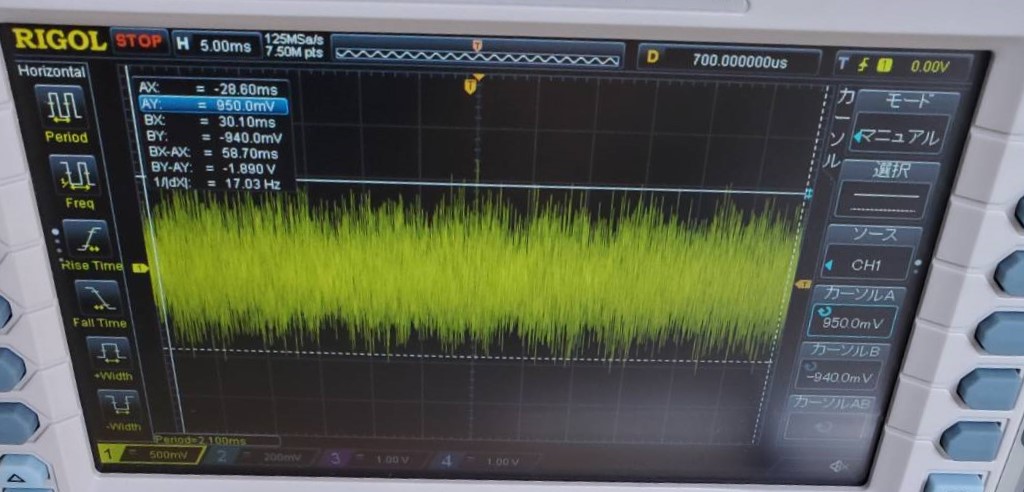 RIGOL STOP H 5.00ms 125MSa/s 7.50M pts T D 700.000000us T 1 0.00V
Horizontal
Period
Freq
Rise Time
Fall Time
+Width
-Width
AX: = -28.60ms
AY: = 950.0mV
BX: = 30.10ms
BY: = -940.0mV
BX-AX: = 58.70ms
BY-AY: = -1.890 V
1/|dX|: = 17.03 Hz
T
1
T
カーソル
モード
マニュアル
選択
ソース
CH1
カーソルA
950.0mV
カーソルB
-940.0mV
カーソルAB
Period=2.100ms
1 500mV 2 200mV 3 1.00 V 4 1.00 V